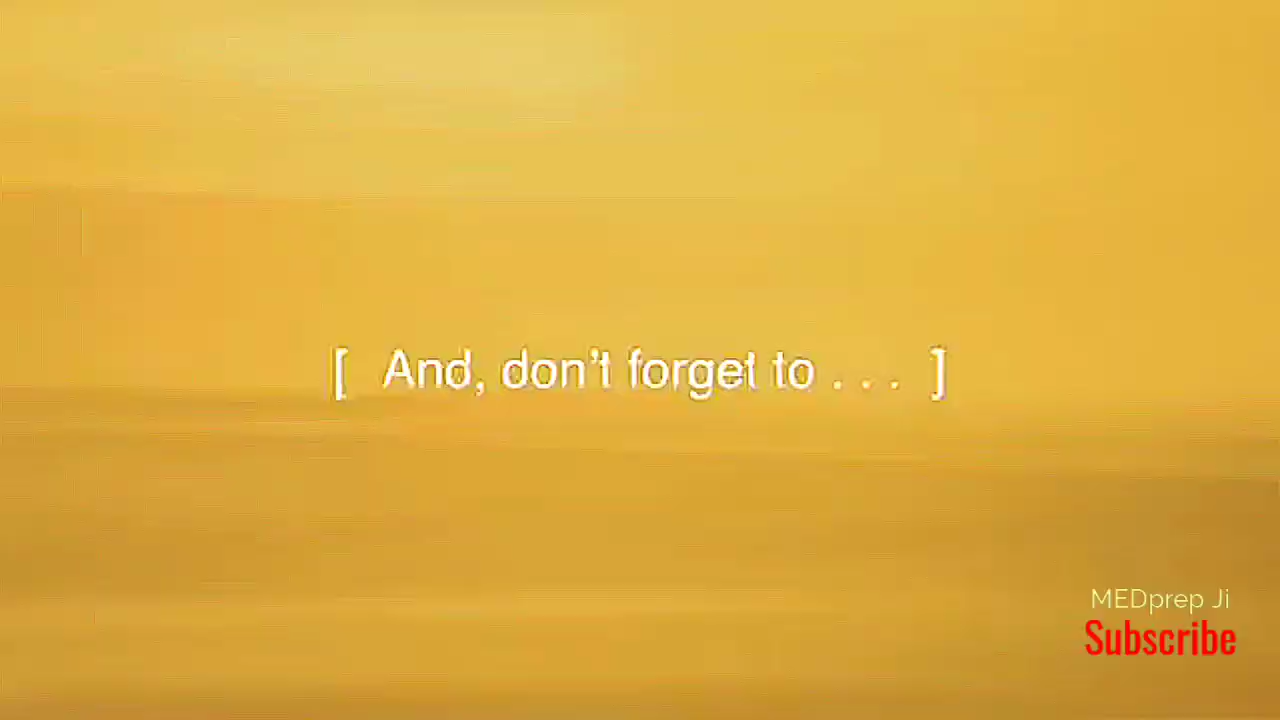 [ And, don't forget to . . . ]
MEDprep Ji
Subscribe